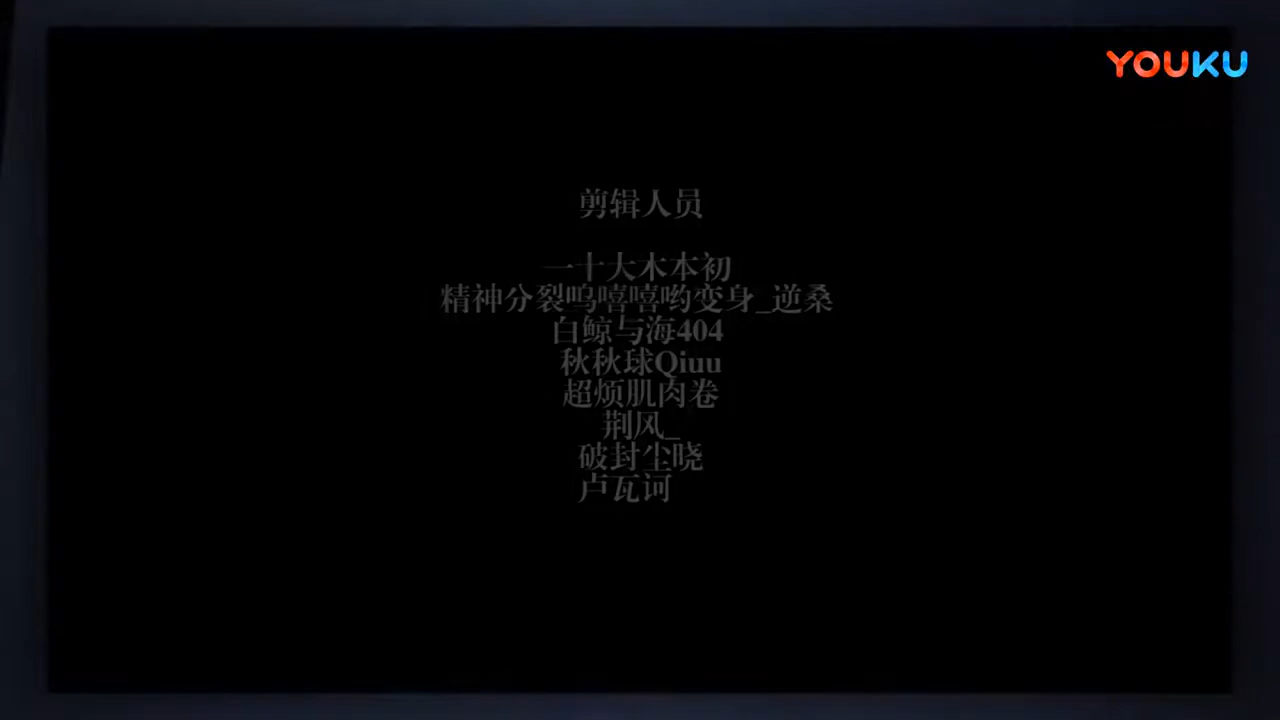 YOUKU
剪辑人员
一十大木本初
精神分裂呜嘻嘻哟变身_逆桑
白鲸与海404
秋秋球Qiuu
超烦肌肉卷
荆风_
破封尘晓
卢瓦诃